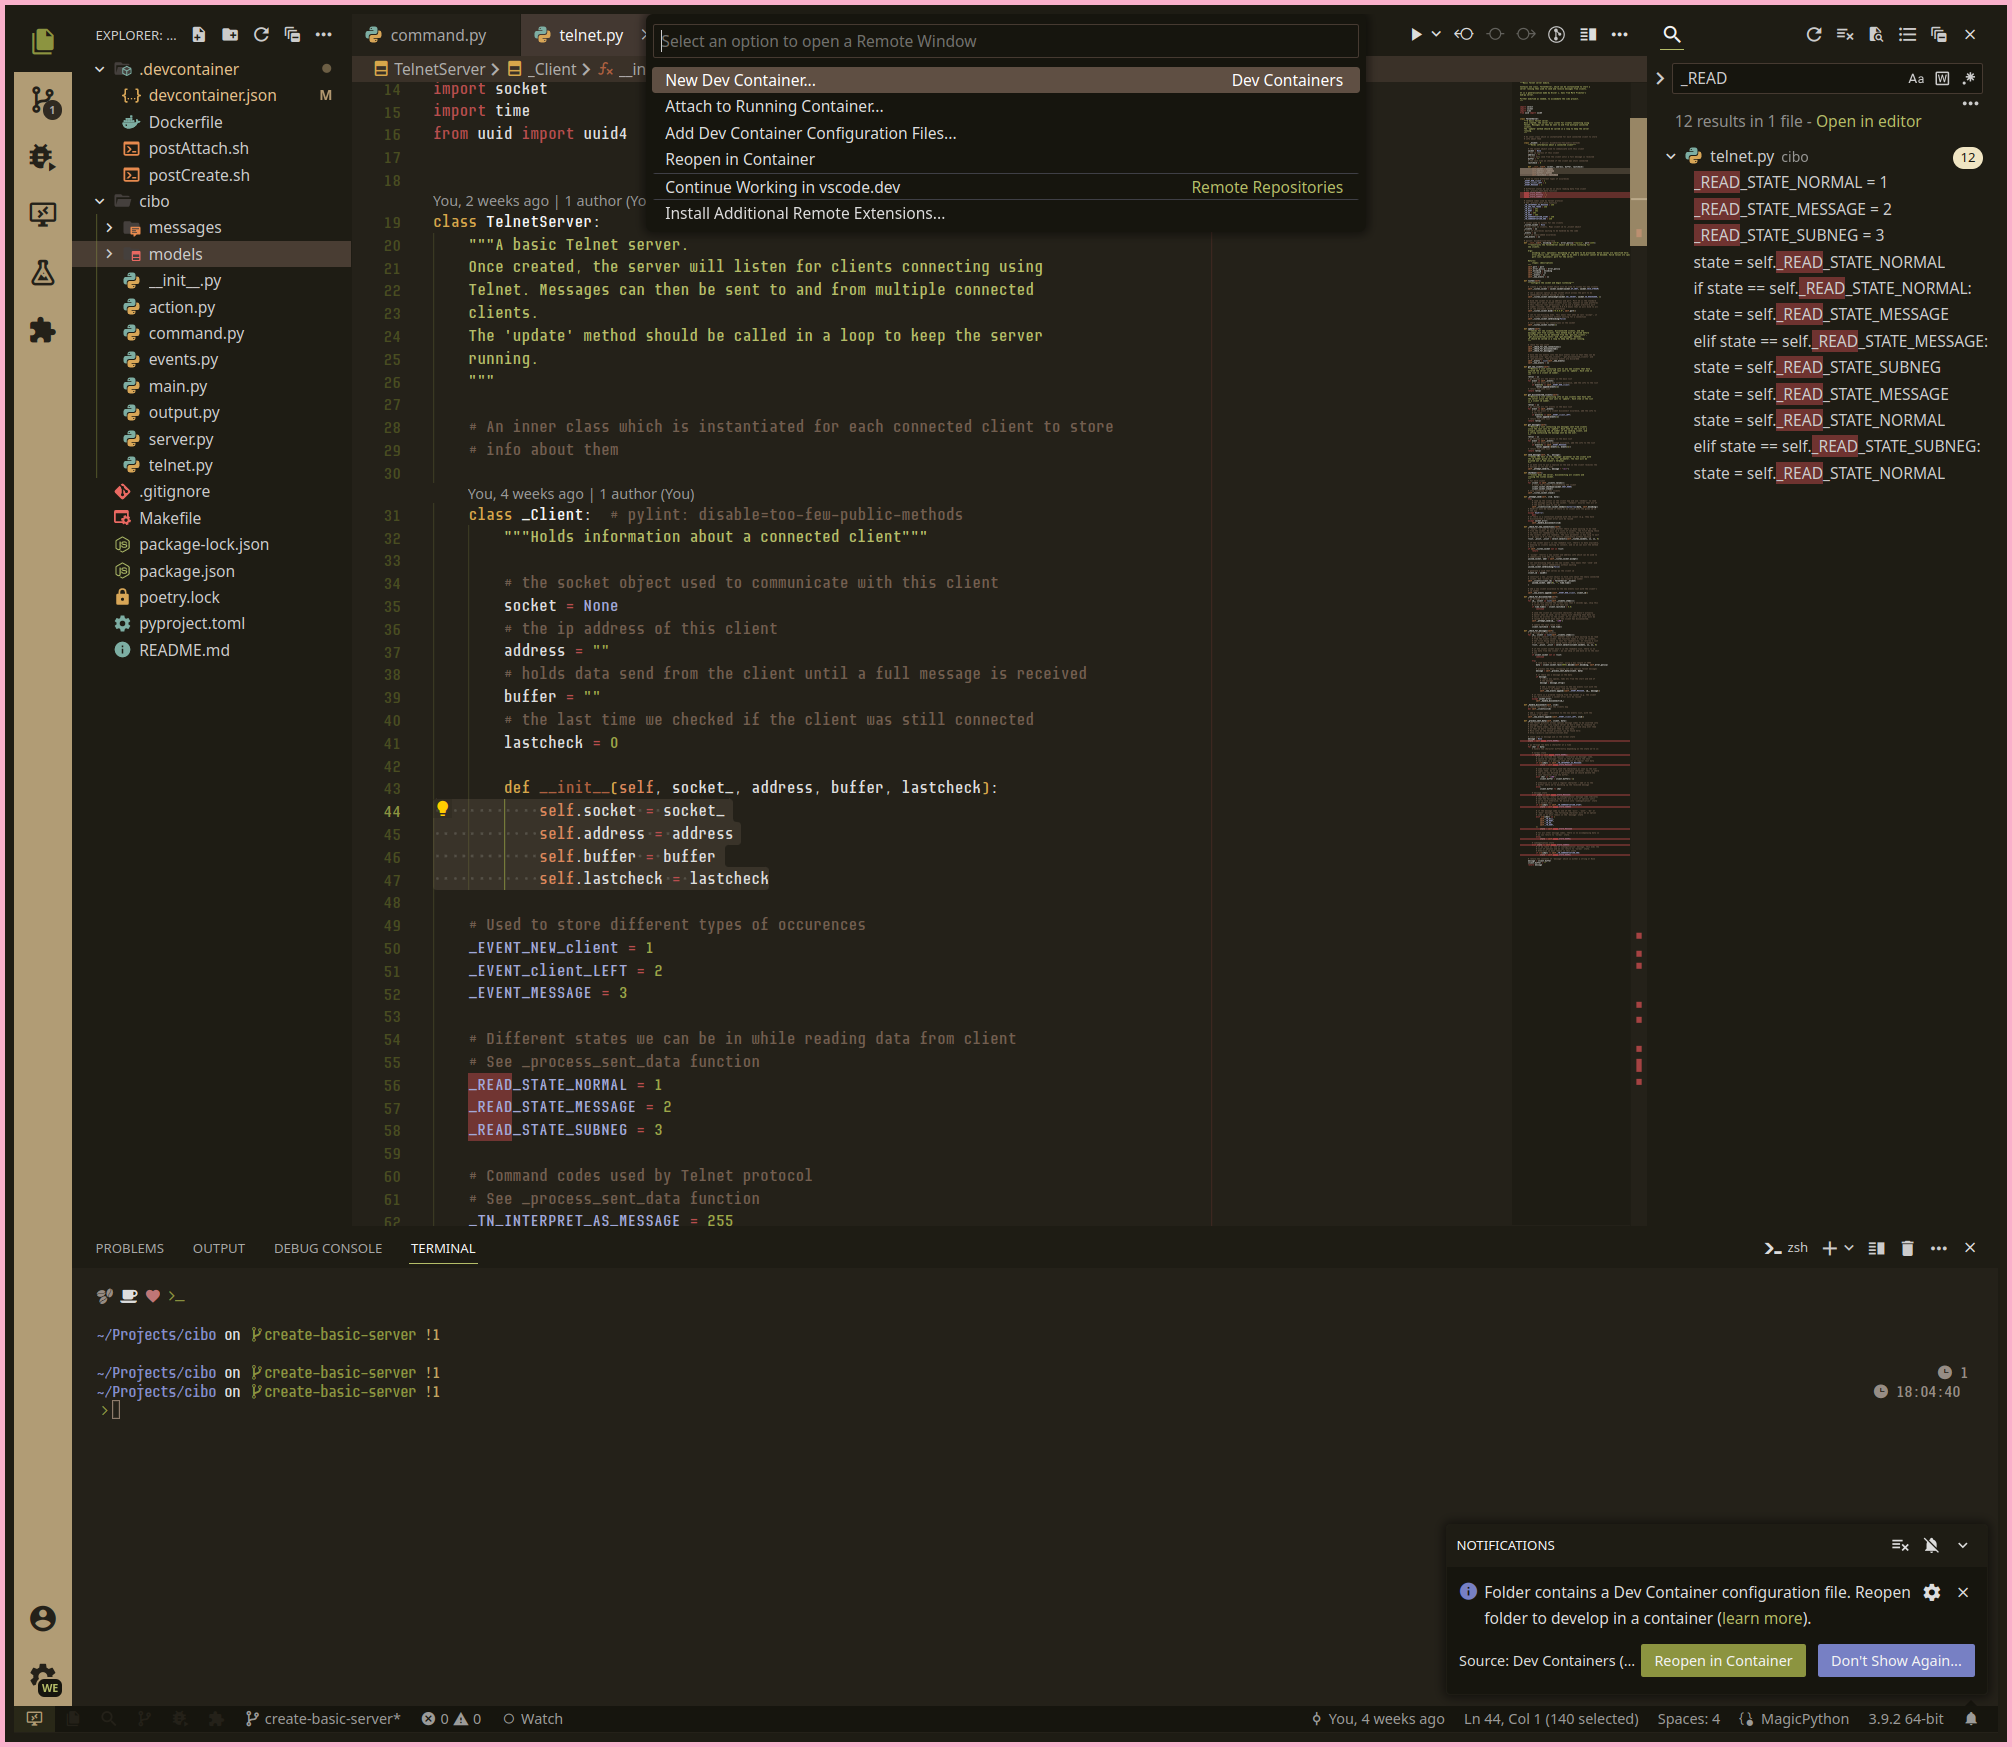 EXPLORER: ...
.devcontainer
{..} devcontainer.json M
Dockerfile
postAttach.sh
postCreate.sh
cibo
messages
models
__init__.py
action.py
command.py
events.py
main.py
output.py
server.py
telnet.py
.gitignore
Makefile
package-lock.json
package.json
poetry.lock
pyproject.toml
README.md
1
WE
command.py
telnet.py
TelnetServer > _Client > __in
Select an option to open a Remote Window
New Dev Container... Dev Containers
Attach to Running Container...
Add Dev Container Configuration Files...
Reopen in Container
Continue Working in vscode.dev Remote Repositories
Install Additional Remote Extensions...
14 import socket
15 import time
16 from uuid import uuid4
17
18
You, 2 weeks ago | 1 author (Yo
19 class TelnetServer:
20 """A basic Telnet server.
21 Once created, the server will listen for clients connecting using
22 Telnet. Messages can then be sent to and from multiple connected
23 clients.
24 The 'update' method should be called in a loop to keep the server
25 running.
26 """
27
28 # An inner class which is instantiated for each connected client to store
29 # info about them
30
You, 4 weeks ago | 1 author (You)
31 class _Client: # pylint: disable=too-few-public-methods
32 """Holds information about a connected client"""
33
34 # the socket object used to communicate with this client
35 socket = None
36 # the ip address of this client
37 address = ""
38 # holds data send from the client until a full message is received
39 buffer = ""
40 # the last time we checked if the client was still connected
41 lastcheck = 0
42
43 def __init__(self, socket_, address, buffer, lastcheck):
44 self.socket = socket_
45 self.address = address
46 self.buffer = buffer
47 self.lastcheck = lastcheck
48
49 # Used to store different types of occurences
50 _EVENT_NEW_client = 1
51 _EVENT_client_LEFT = 2
52 _EVENT_MESSAGE = 3
53
54 # Different states we can be in while reading data from client
55 # See _process_sent_data function
56 _READ_STATE_NORMAL = 1
57 _READ_STATE_MESSAGE = 2
58 _READ_STATE_SUBNEG = 3
59
60 # Command codes used by Telnet protocol
61 # See _process_sent_data function
62 _TN_INTERPRET_AS_MESSAGE = 255
_READ Aa W
12 results in 1 file - Open in editor
telnet.py cibo 12
_READ_STATE_NORMAL = 1
_READ_STATE_MESSAGE = 2
_READ_STATE_SUBNEG = 3
state = self._READ_STATE_NORMAL
if state == self._READ_STATE_NORMAL:
state = self._READ_STATE_MESSAGE
elif state == self._READ_STATE_MESSAGE:
state = self._READ_STATE_SUBNEG
state = self._READ_STATE_MESSAGE
state = self._READ_STATE_NORMAL
elif state == self._READ_STATE_SUBNEG:
state = self._READ_STATE_NORMAL
PROBLEMS OUTPUT DEBUG CONSOLE TERMINAL zsh
>_
~/Projects/cibo on create-basic-server !1
~/Projects/cibo on create-basic-server !1 1
~/Projects/cibo on create-basic-server !1 18:04:40
>
NOTIFICATIONS
Folder contains a Dev Container configuration file. Reopen
folder to develop in a container (learn more).
Source: Dev Containers (... Reopen in Container Don't Show Again...
create-basic-server* 0 0 Watch You, 4 weeks ago Ln 44, Col 1 (140 selected) Spaces: 4 MagicPython 3.9.2 64-bit